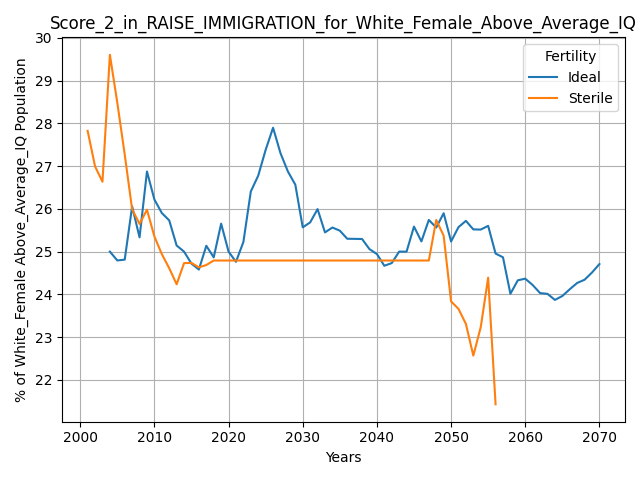 Score_2_in_RAISE_IMMIGRATION_for_White_Female_Above_Average_IQ
% of White_Female Above_Average_IQ Population
30
29
28
27
26
25
24
23
22
Fertility
Ideal
Sterile
2000 2010 2020 2030 2040 2050 2060 2070
Years